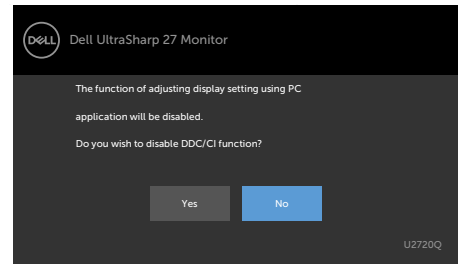 DELL
Dell UltraSharp 27 Monitor
The function of adjusting display setting using PC
application will be disabled.
Do you wish to disable DDC/CI function?
Yes No
U2720Q